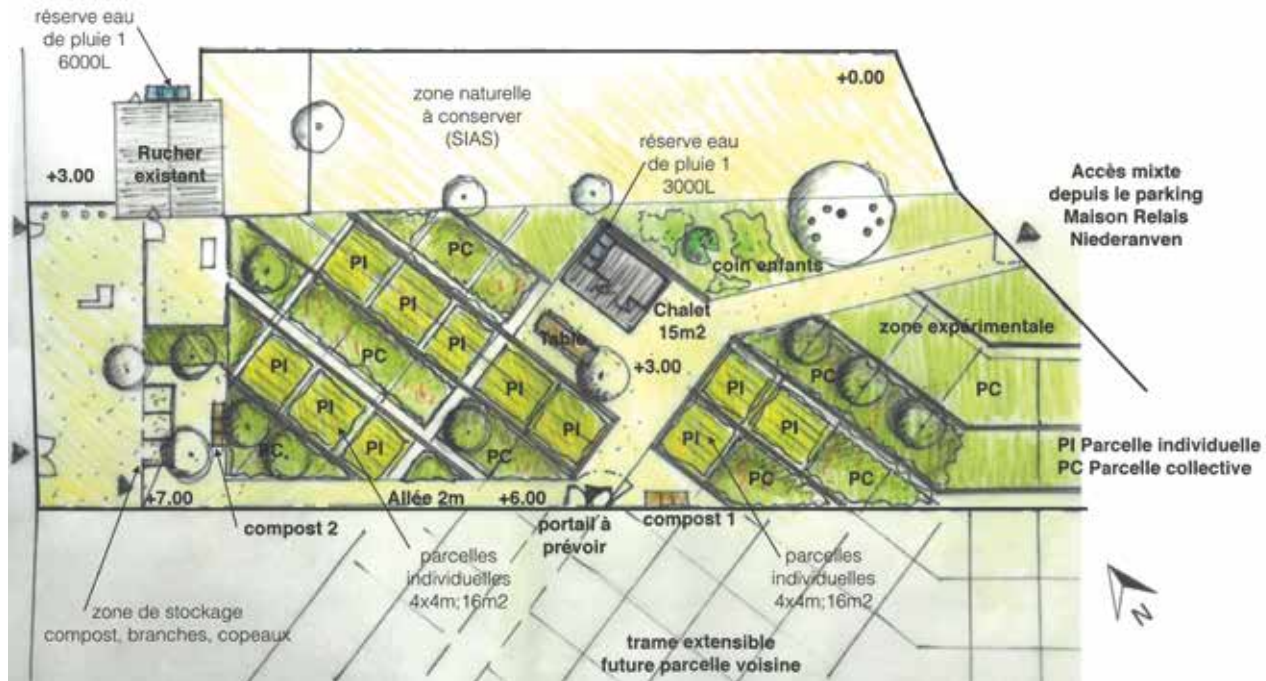 réserve eau
de pluie 1
6000L
+0.00
zone naturelle
à conserver
(SIAS)
réserve eau
de pluie 1
3000L
Rucher
existant
+3.00
Accès mixte
depuis le parking
Maison Relais
Niederanven
PC
PI
coin enfants
PI
Chalet
15m2
zone expérimentale
Table
PI
PC
+3.00
PI
PC
PC
PI
PI
PI
PI
PI
PI
PI
PC
PC
PC
PC
PI Parcelle individuelle
PC Parcelle collective
+7.00
Allée 2m
+6.00
compost 2
portail à
prévoir
compost 1
parcelles
individuelles
4x4m;16m2
parcelles
individuelles
4x4m;16m2
zone de stockage
compost, branches, copeaux
N
trame extensible
future parcelle voisine